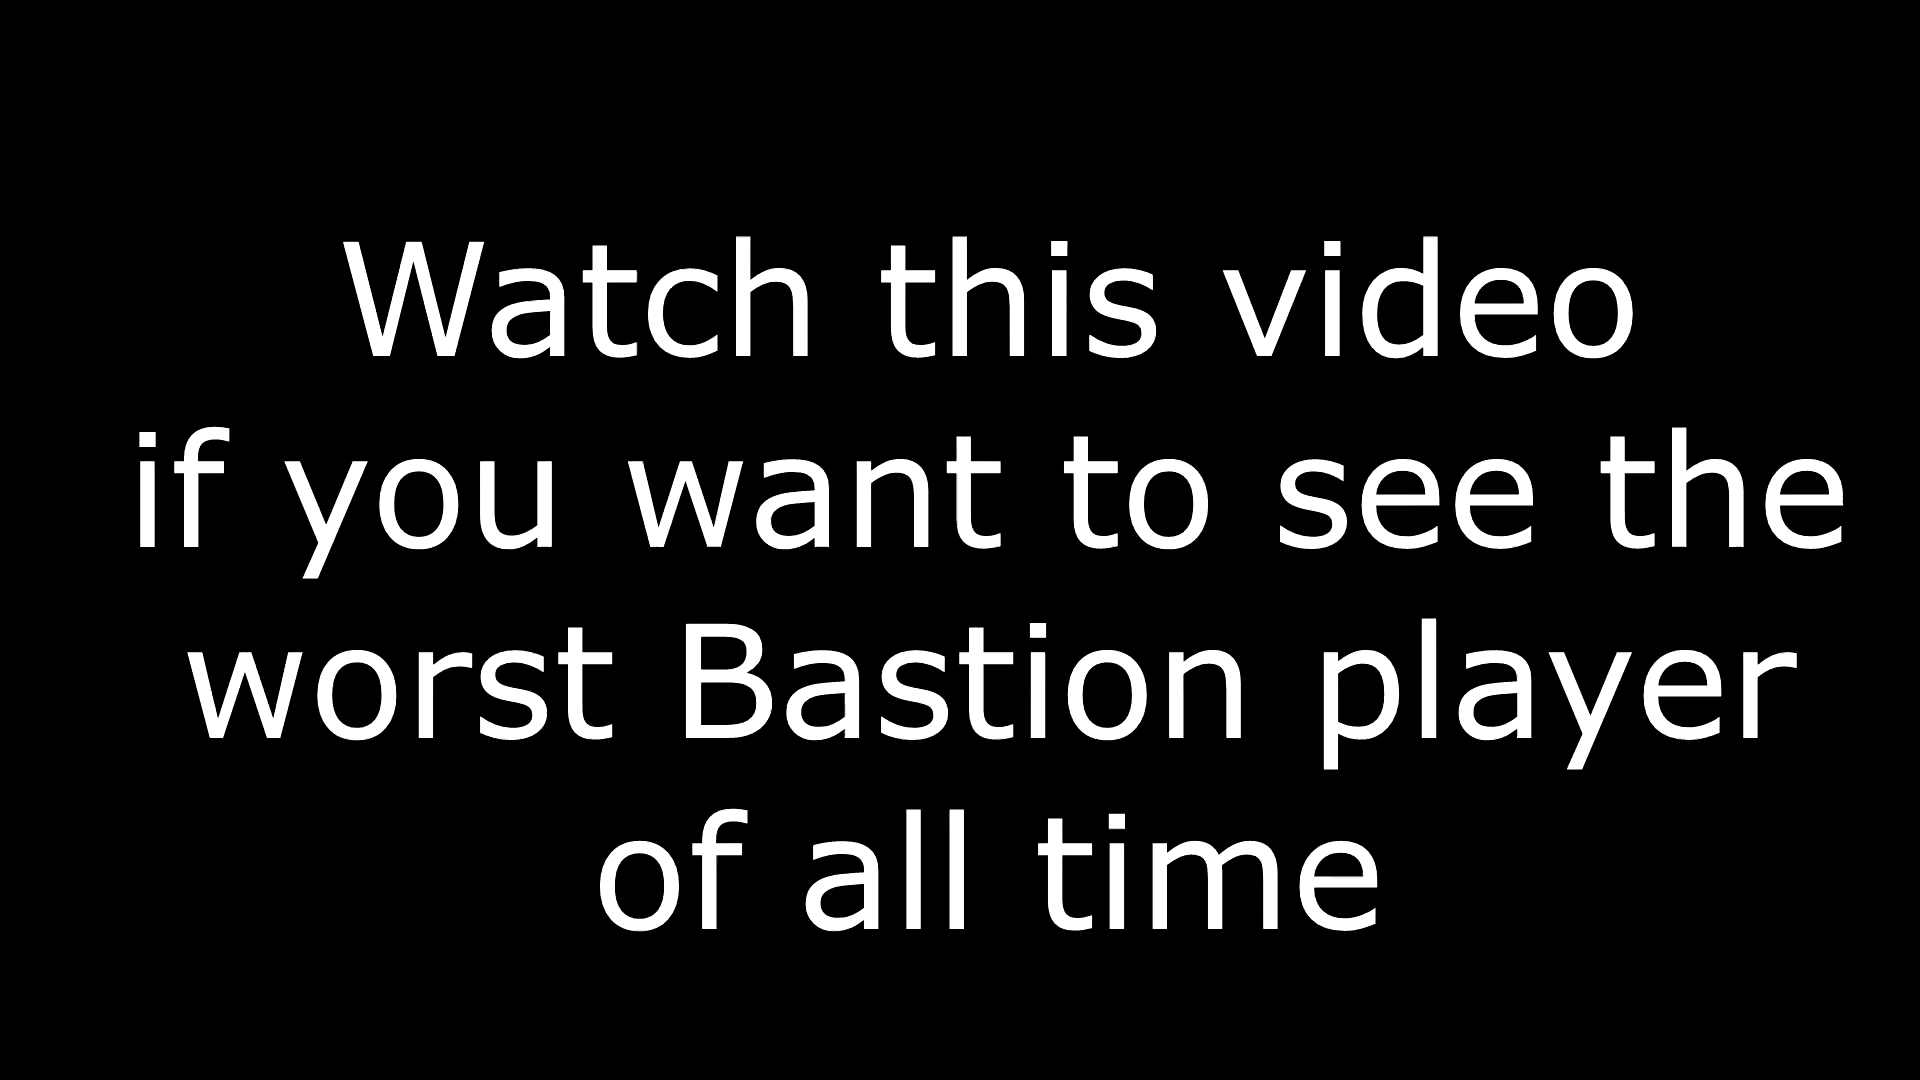 Watch this video
if you want to see the
worst Bastion player
of all time